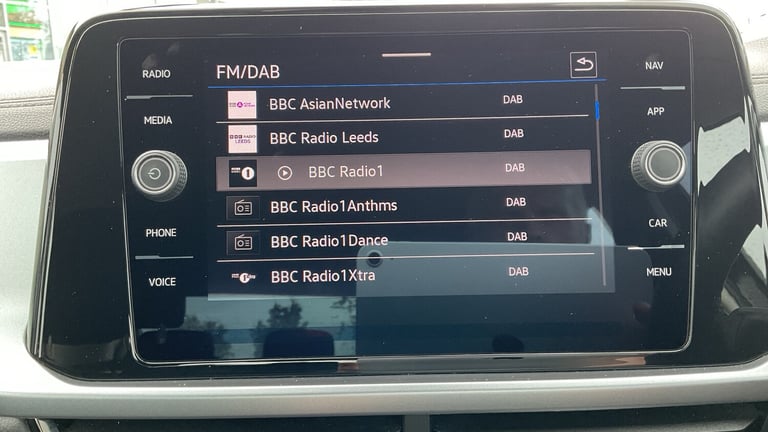 RADIO
MEDIA
PHONE
VOICE
FM/DAB
BBC AsianNetwork DAB
BBC Radio Leeds DAB
BBC Radio1 DAB
BBC Radio1Anthms DAB
BBC Radio1Dance DAB
BBC Radio1Xtra DAB
NAV
APP
CAR
MENU